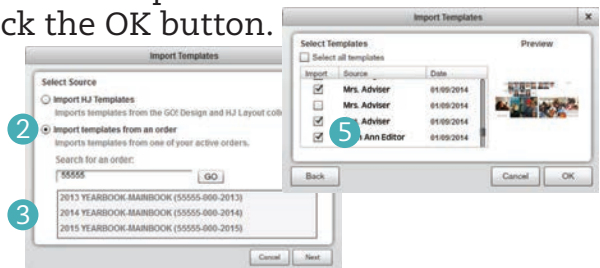 ck the OK button.
Import Templates
Select Source
Import HJ Templates
Imports templates from the GO! Design and HJ Layout coll
2
Import templates from an order
Imports templates from one of your active orders.
Search for an order:
55555
GO
3
2013 YEARBOOK-MAINBOOK (55555-000-2013)
2014 YEARBOOK-MAINBOOK (55555-000-2014)
2015 YEARBOOK-MAINBOOK (55555-000-2015)
Cancel Next
Import Templates X
Select Templates Preview
Select all templates
Import Source Date
Mrs. Adviser 01/09/2014
Mrs. Adviser 01/09/2014
Adviser 01/09/2014
5 Ann Editor 01/09/2014
Back Cancel OK